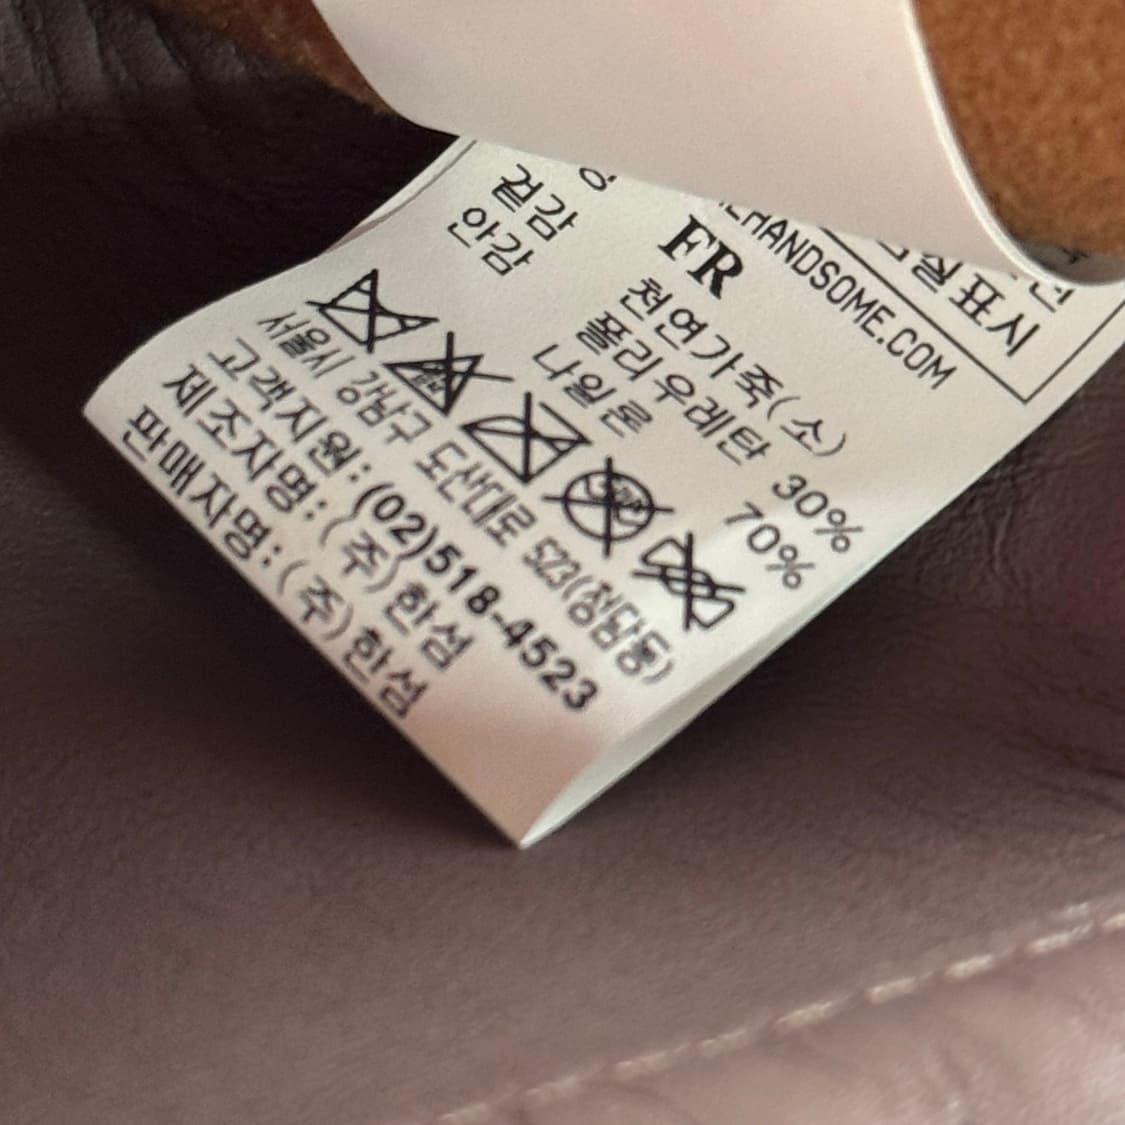 질표시
HANDSOME.COM
FR
겉감 천연가죽(소)
안감 폴리우레탄 30%
나일론 70%
서울시 강남구 도산대로 523(청담동)
고객지원: (02)518-4523
제조자명: (주)한섬
판매자명: (주)한섬